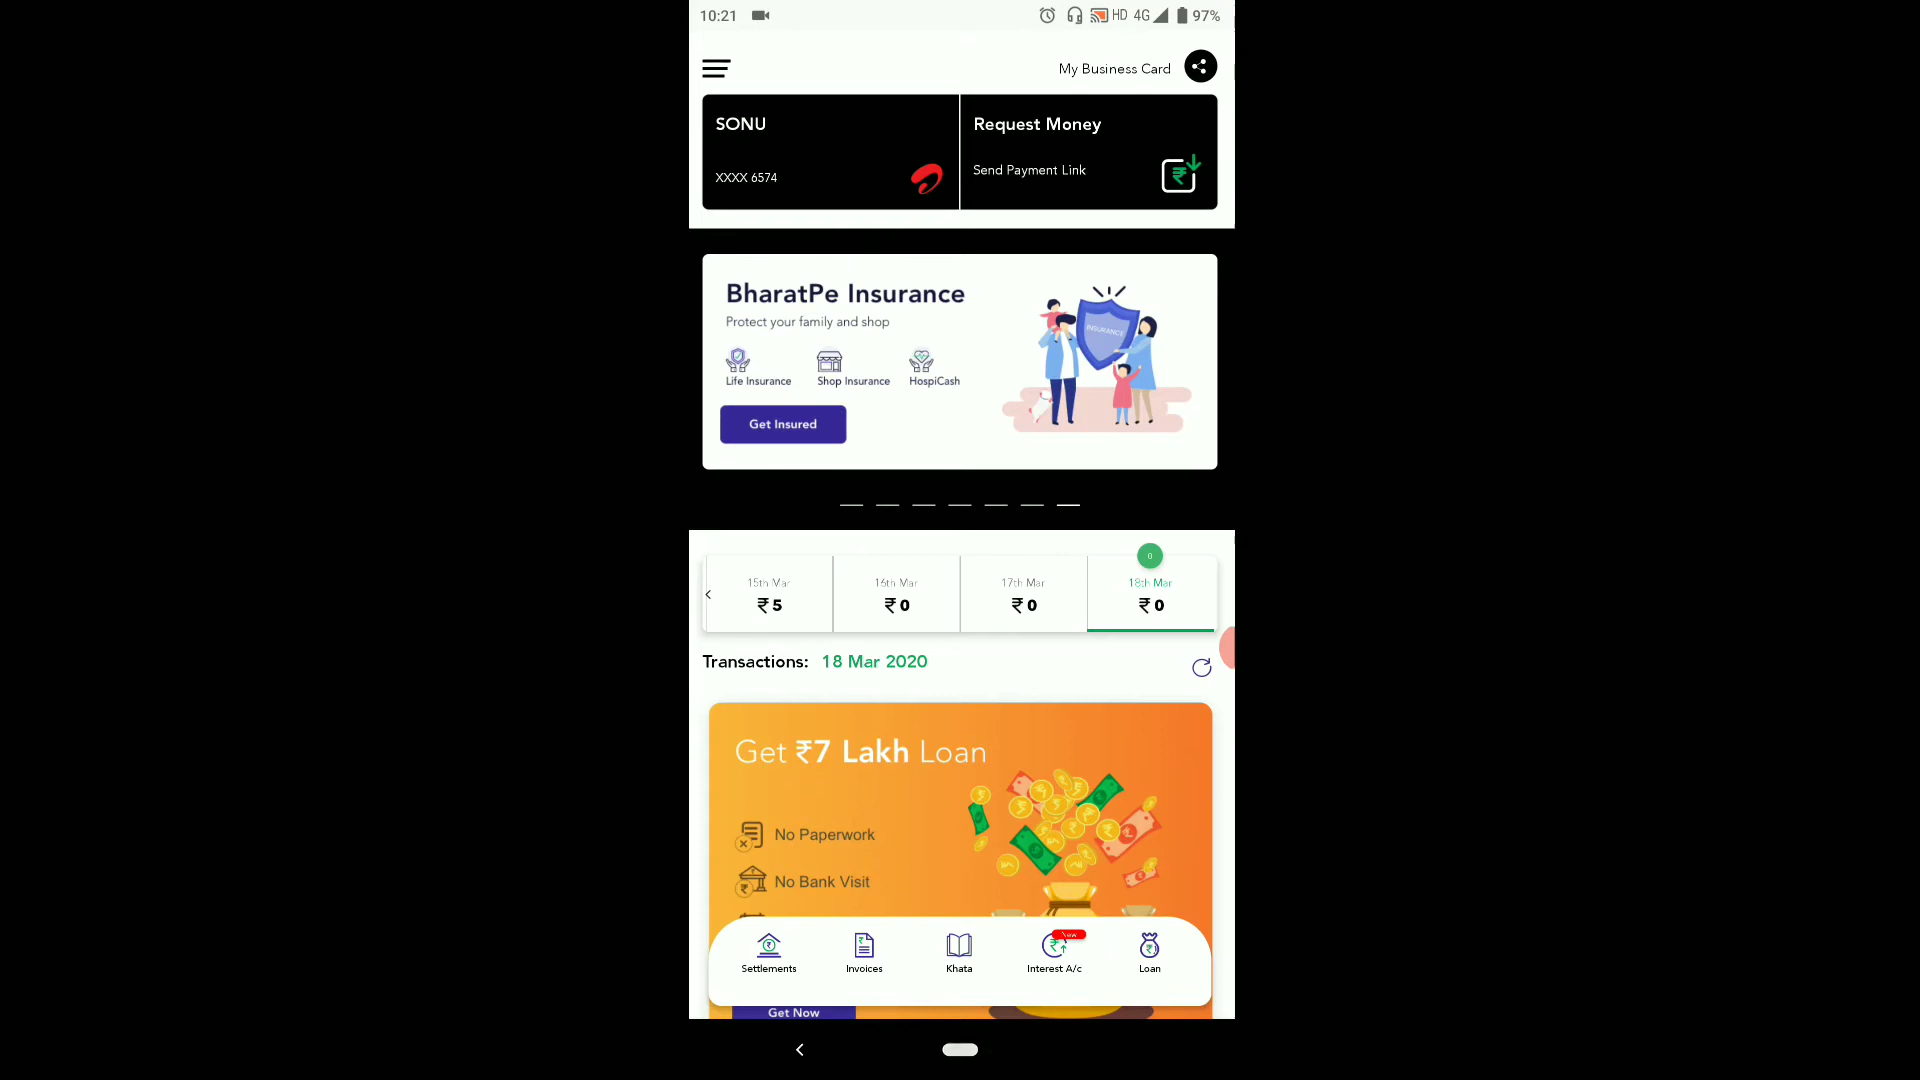 10:21
HD 4G 97%
My Business Card
SONU
XXXX 6574
Request Money
Send Payment Link
BharatPe Insurance
Protect your family and shop
INSURANCE
Life Insurance
Shop Insurance
HospiCash
Get Insured
0
15th Mar
₹ 5
16th Mar
₹ 0
17th Mar
₹ 0
18th Mar
₹ 0
Transactions: 18 Mar 2020
Get ₹7 Lakh Loan
No Paperwork
No Bank Visit
New
Settlements
Invoices
Khata
Interest A/c
Loan
Get Now